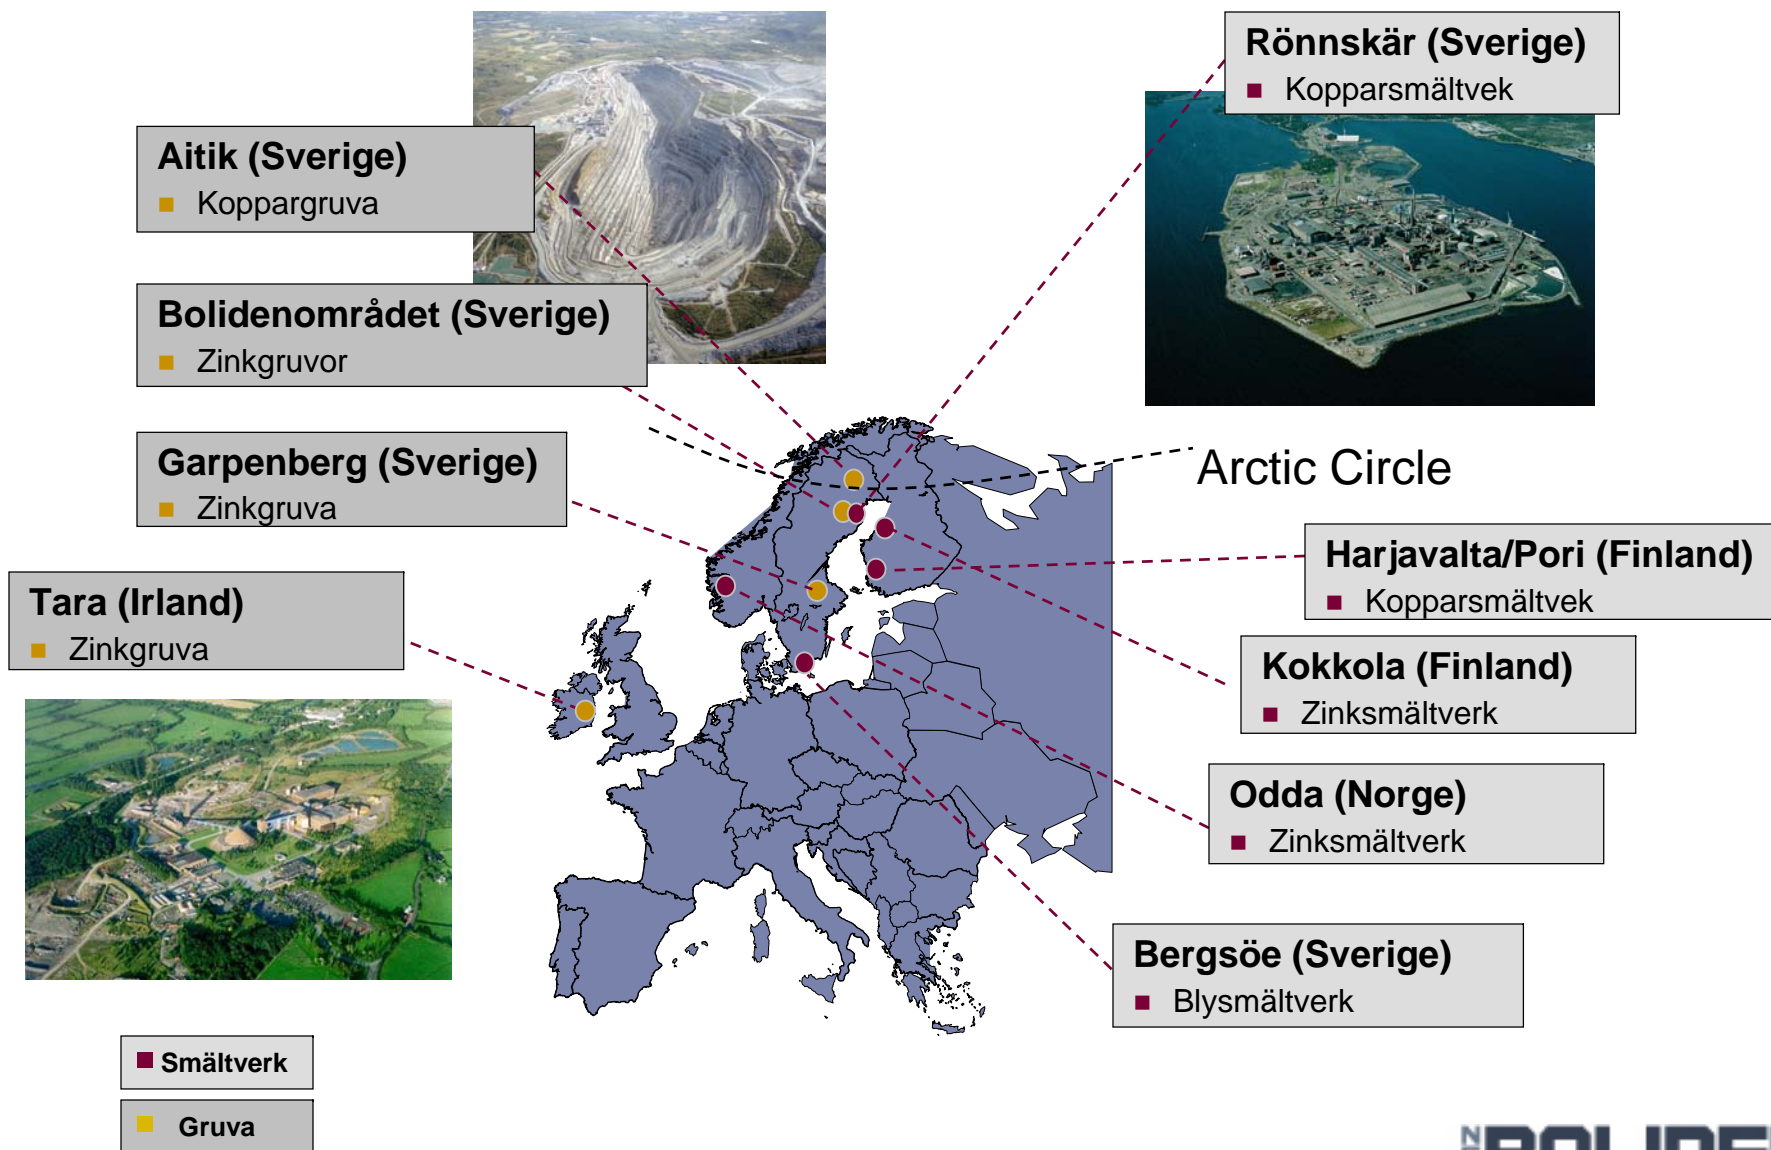 Rönnskär (Sverige)
Kopparsmältvek
Aitik (Sverige)
Koppargruva
Bolidenområdet (Sverige)
Zinkgruvor
Garpenberg (Sverige)
Zinkgruva
Arctic Circle
Harjavalta/Pori (Finland)
Kopparsmältvek
Tara (Irland)
Zinkgruva
Kokkola (Finland)
Zinksmältverk
Odda (Norge)
Zinksmältverk
Bergsöe (Sverige)
Blysmältverk
Smältverk
Gruva